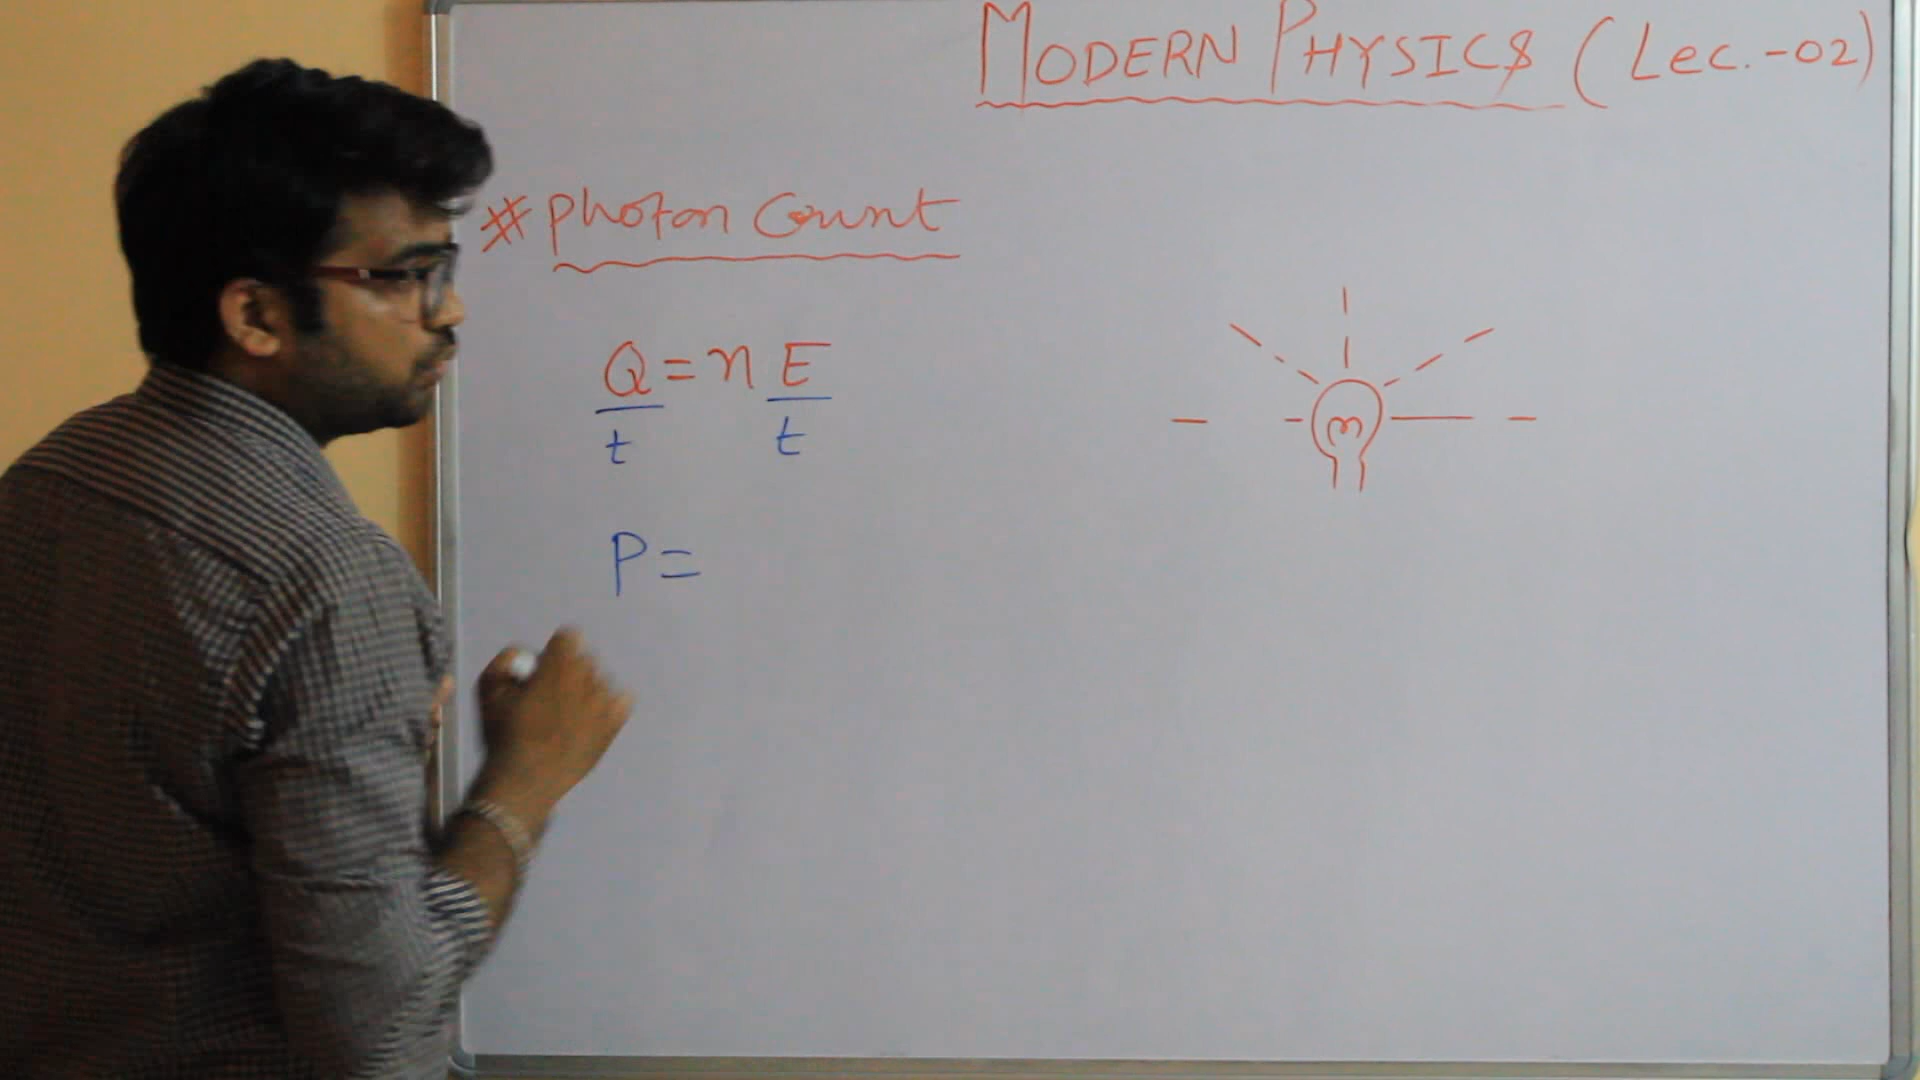 MODERN PHYSICS (Lec.-02)
# Photon Count
Q = n E
t t
P =